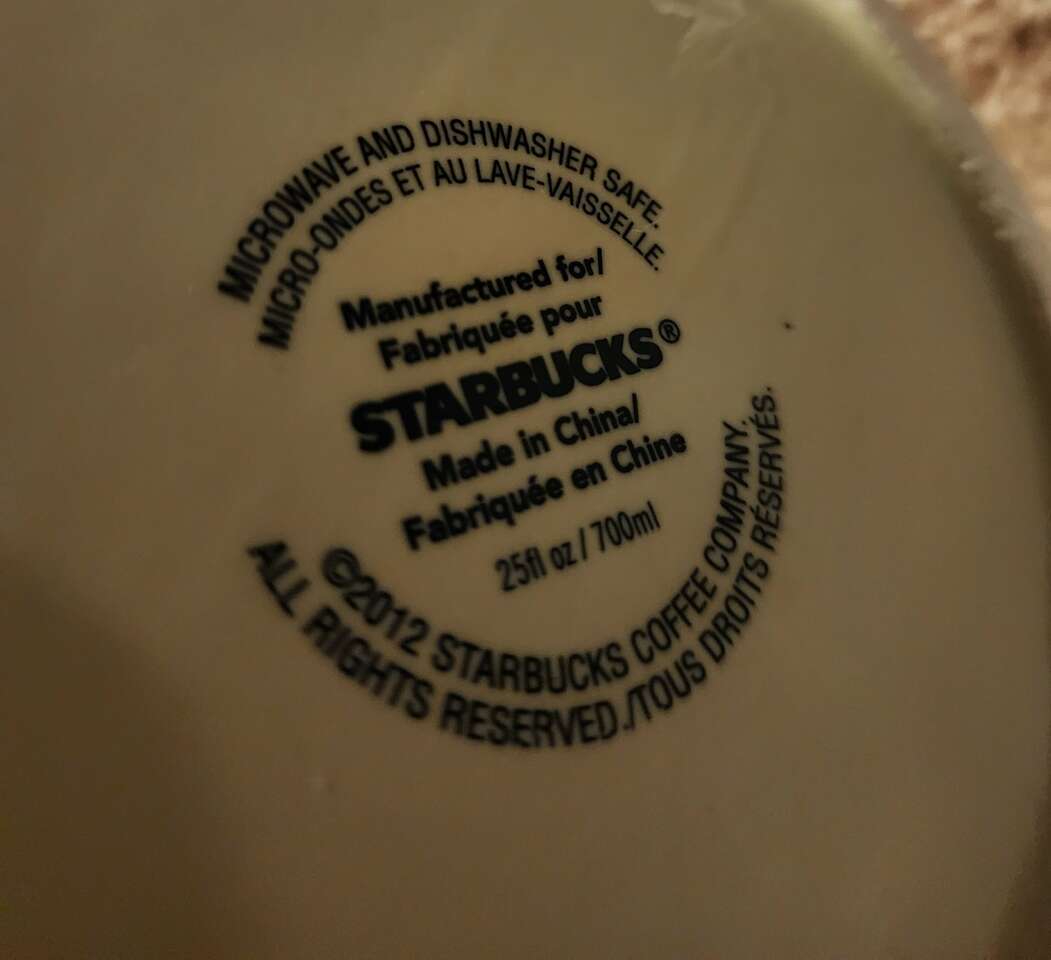 MICROWAVE AND DISHWASHER SAFE.
MICRO-ONDES ET AU LAVE-VAISSELLE.
Manufactured for/
Fabriquée pour
STARBUCKS®
Made in China/
Fabriquée en Chine
25fl oz / 700ml
©2012 STARBUCKS COFFEE COMPANY.
ALL RIGHTS RESERVED./TOUS DROITS RÉSERVÉS.